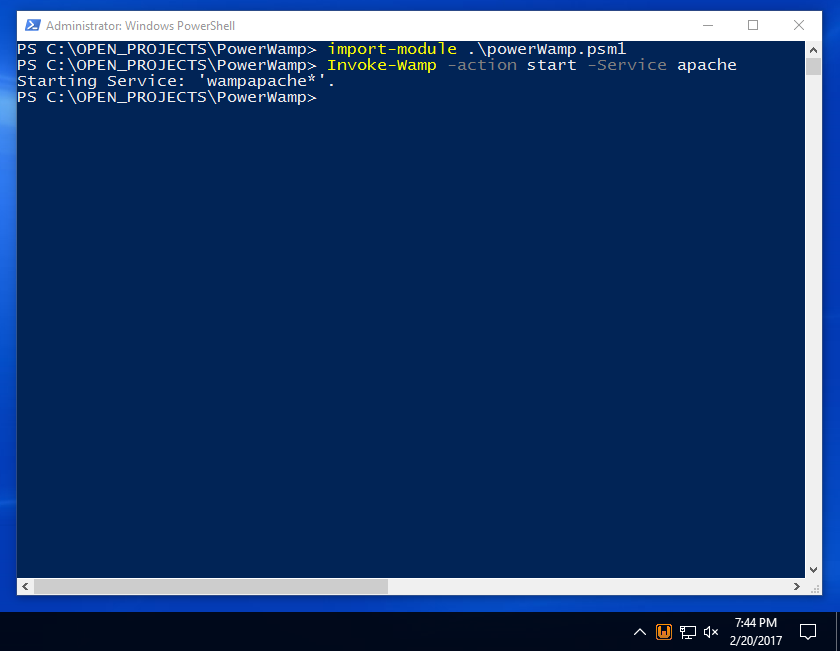 Administrator: Windows PowerShell
PS C:\OPEN_PROJECTS\PowerWamp> import-module .\powerWamp.psm1
PS C:\OPEN_PROJECTS\PowerWamp> Invoke-Wamp -action start -Service apache
Starting Service: 'wampapache*'.
PS C:\OPEN_PROJECTS\PowerWamp>
7:44 PM
2/20/2017